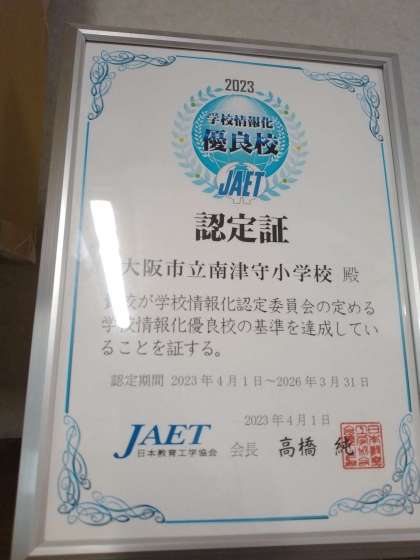 2023
学校情報化
優良校
JAET
認定証
大阪市立南津守小学校 殿
貴校が学校情報化認定委員会の定める
学校情報化優良校の基準を達成してい
ることを証する。
認定期間 2023年4月1日～2026年3月31日
2023年4月1日
JAET
日本教育工学協会
会長 高橋 純